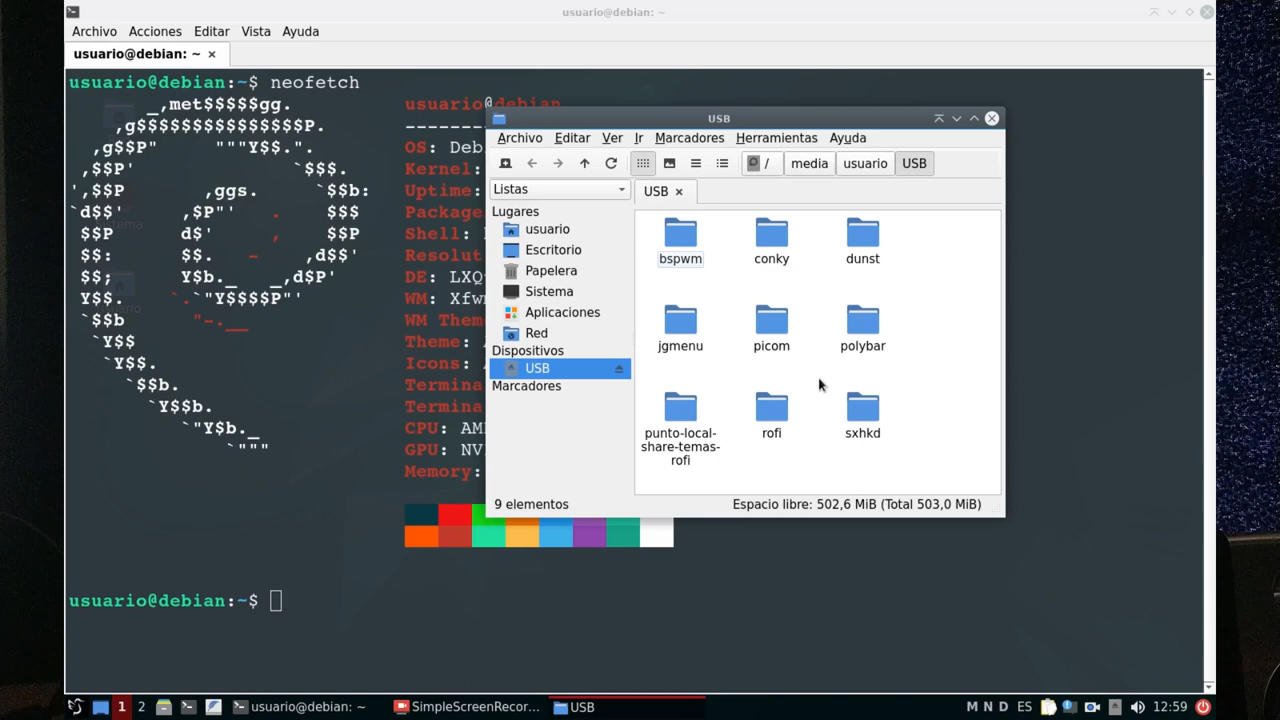 usuario@debian: ~
Archivo Acciones Editar Vista Ayuda
usuario@debian: ~ ×
usuario@debian:~$ neofetch
_,met$$$$$gg.
,g$$$$$$$$$$$$$$$P.
,g$$P" """Y$$.".
,$$P' `$$$.
',$$P ,ggs. `$$b:
`d$$' ,$P"' . $$$
$$P d$' , $$P
$$: $$. - ,d$$'
$$; Y$b._ _,d$P'
Y$$. `.`"Y$$$$P"'
`$$b "-.__
`Y$$
`Y$$.
`$$b.
`Y$$b.
`"Y$b._
`"""
usuario@debian
-------
OS: Deb
Kernel:
Uptime:
Package
Shell:
Resolut
DE: LXQ
WM: Xfw
WM Them
Theme:
Icons:
Termina
Termina
CPU: AM
GPU: NV
Memory:
usuario@debian:~$
USB
Archivo Editar Ver Ir Marcadores Herramientas Ayuda
/ media usuario USB
Listas
USB ×
Lugares
usuario
Escritorio
Papelera
Sistema
Aplicaciones
Red
Dispositivos
USB
Marcadores
bspwm conky dunst
jgmenu picom polybar
punto-local-
share-temas-
rofi
rofi sxhkd
9 elementos Espacio libre: 502,6 MiB (Total 503,0 MiB)
1 2 usuario@debian: ~ SimpleScreenRecor... USB M N D ES 12:59